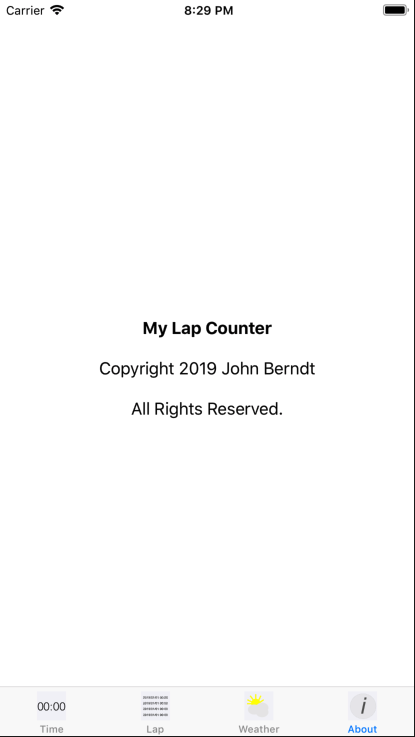 Carrier 8:29 PM
My Lap Counter
Copyright 2019 John Berndt
All Rights Reserved.
00:00 i
Time Lap Weather About